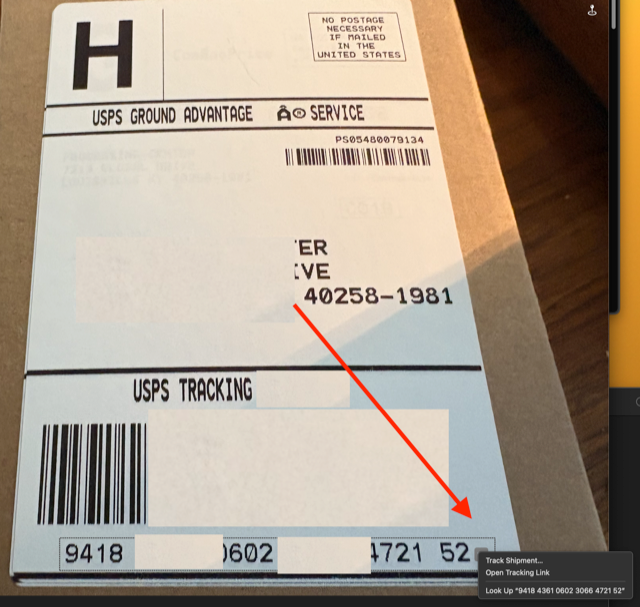 H
NO POSTAGE
NECESSARY
IF MAILED
IN THE
UNITED STATES
USPS GROUND ADVANTAGE
SERVICE
PS05480079134
ER
IVE
40258-1981
USPS TRACKING
9418 0602 4721 52
Track Shipment...
Open Tracking Link
Look Up "9418 4361 0602 3066 4721 52"